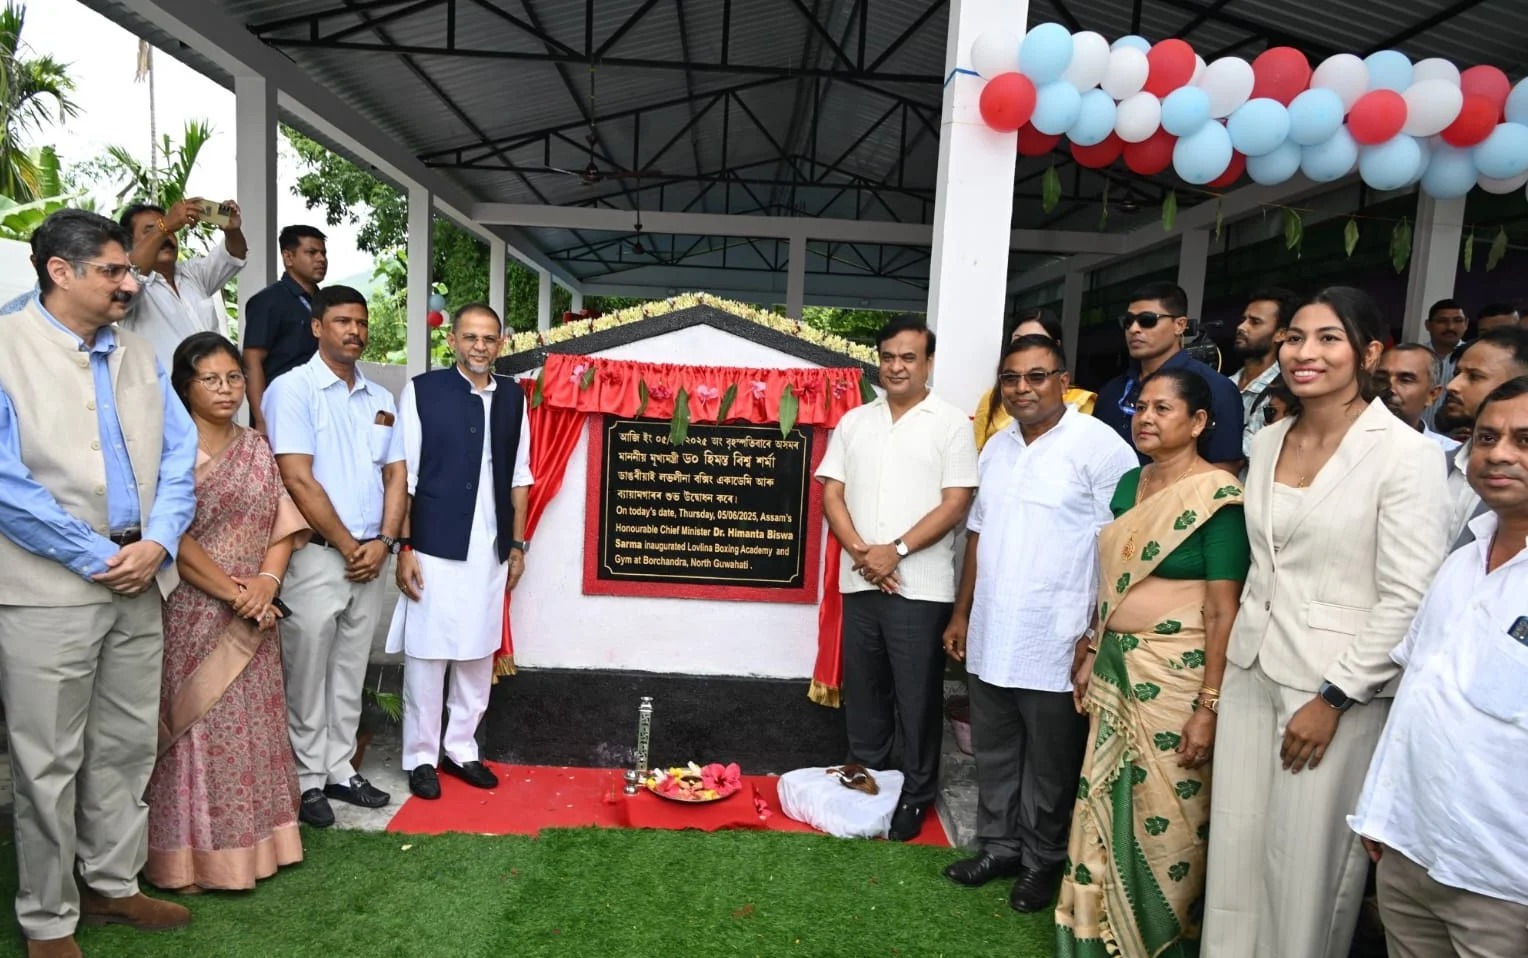 আজি ইং ০৫/০৬/২০২৫ তাং বৃহস্পতিবাৰে অসমৰ
মাননীয় মূখ্যমন্ত্ৰী ড০ হিমন্ত বিশ্ব শৰ্মা
ডাঙৰীয়াই লভলীনা বক্সিং একাডেমি আৰু
ব্যায়ামাগাৰৰ শুভ উদ্বোধন কৰে।
On today's date, Thursday, 05/06/2025, Assam's
Honourable Chief Minister Dr. Himanta Biswa
Sarma inaugurated Lovlina Boxing Academy and
Gym at Borchandra, North Guwahati .